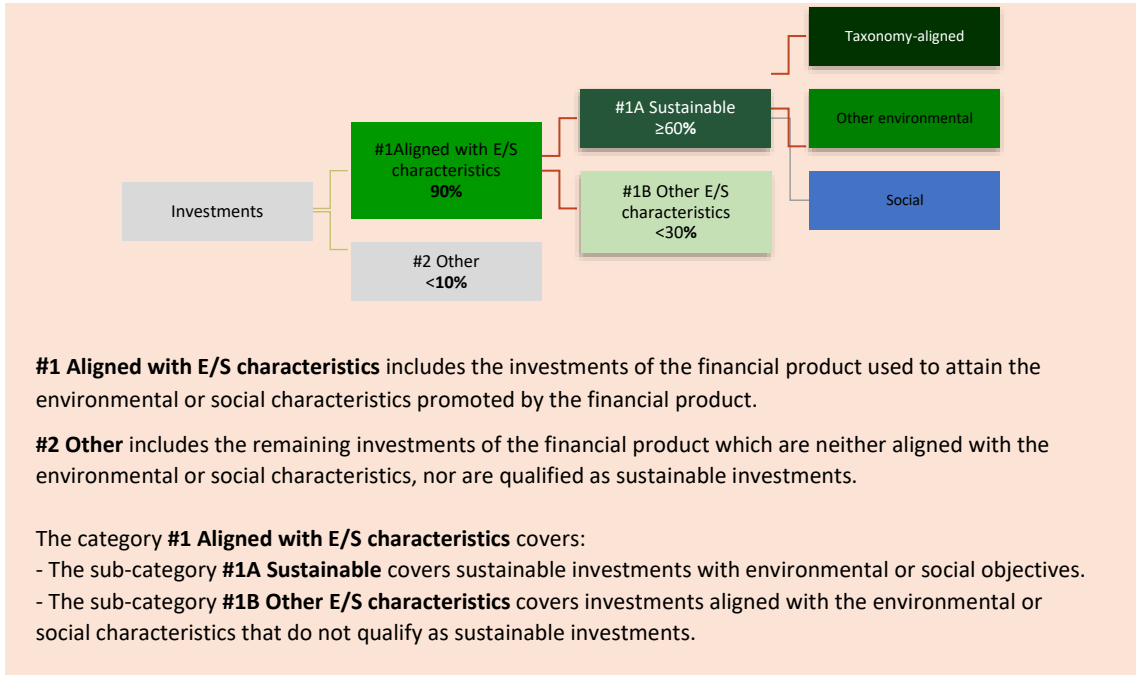 Taxonomy-aligned
#1A Sustainable
≥60%
Other environmental
#1Aligned with E/S
characteristics
90%
#1B Other E/S
characteristics
<30%
Investments
Social
#2 Other
<10%
#1 Aligned with E/S characteristics includes the investments of the financial product used to attain the
environmental or social characteristics promoted by the financial product.
#2 Other includes the remaining investments of the financial product which are neither aligned with the
environmental or social characteristics, nor are qualified as sustainable investments.
The category #1 Aligned with E/S characteristics covers:
- The sub-category #1A Sustainable covers sustainable investments with environmental or social objectives.
- The sub-category #1B Other E/S characteristics covers investments aligned with the environmental or
social characteristics that do not qualify as sustainable investments.